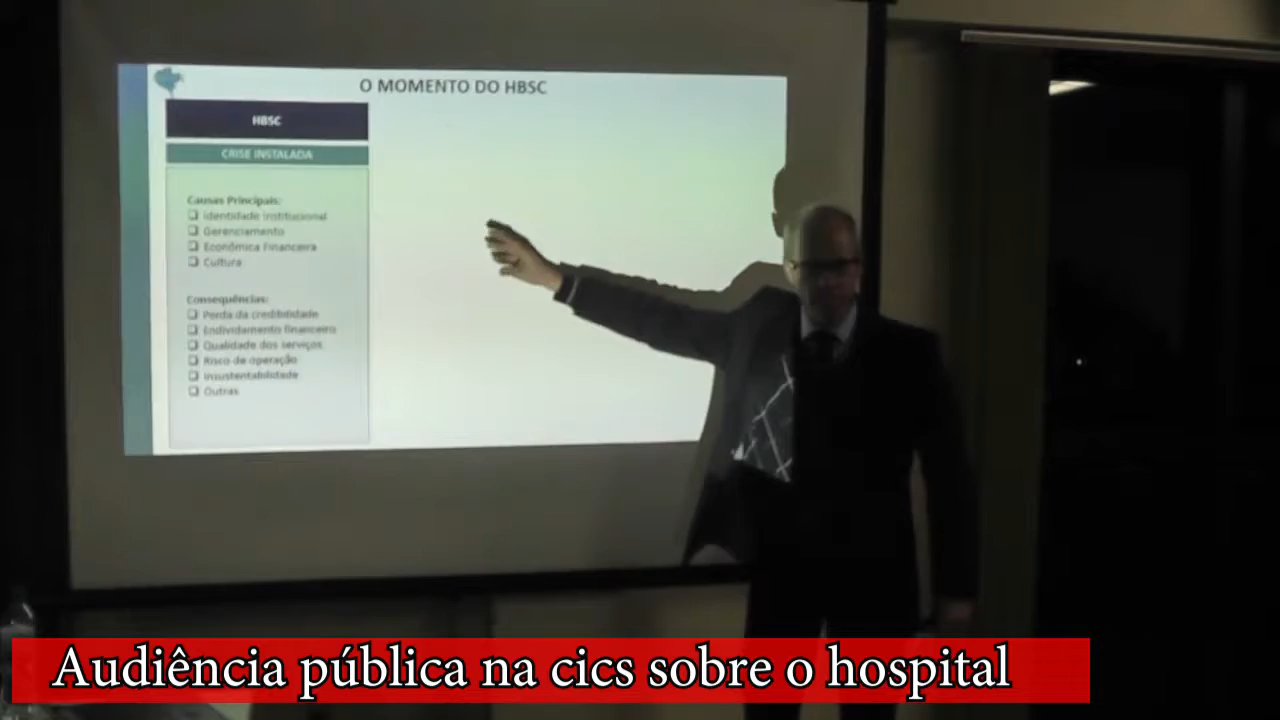 O MOMENTO DO HBSC
HBSC
CRISE INSTALADA
Causas Principais:
Identidade Institucional
Gerenciamento
Econômica Financeira
Cultura
Consequências:
Perda da credibilidade
Endividamento financeiro
Qualidade dos serviços
Risco de operação
Insustentabilidade
Outras
Audiência pública na cics sobre o hospital